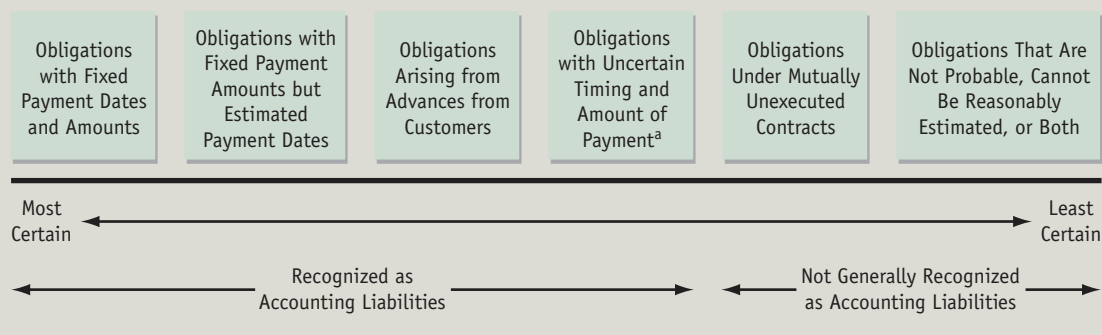 Obligations
with Fixed
Payment Dates
and Amounts
Obligations with
Fixed Payment
Amounts but
Estimated
Payment Dates
Obligations
Arising from
Advances from
Customers
Obligations
with Uncertain
Timing and
Amount of
Paymentᵃ
Obligations
Under Mutually
Unexecuted
Contracts
Obligations That Are
Not Probable, Cannot
Be Reasonably
Estimated, or Both
Most
Certain
Least
Certain
Recognized as
Accounting Liabilities
Not Generally Recognized
as Accounting Liabilities